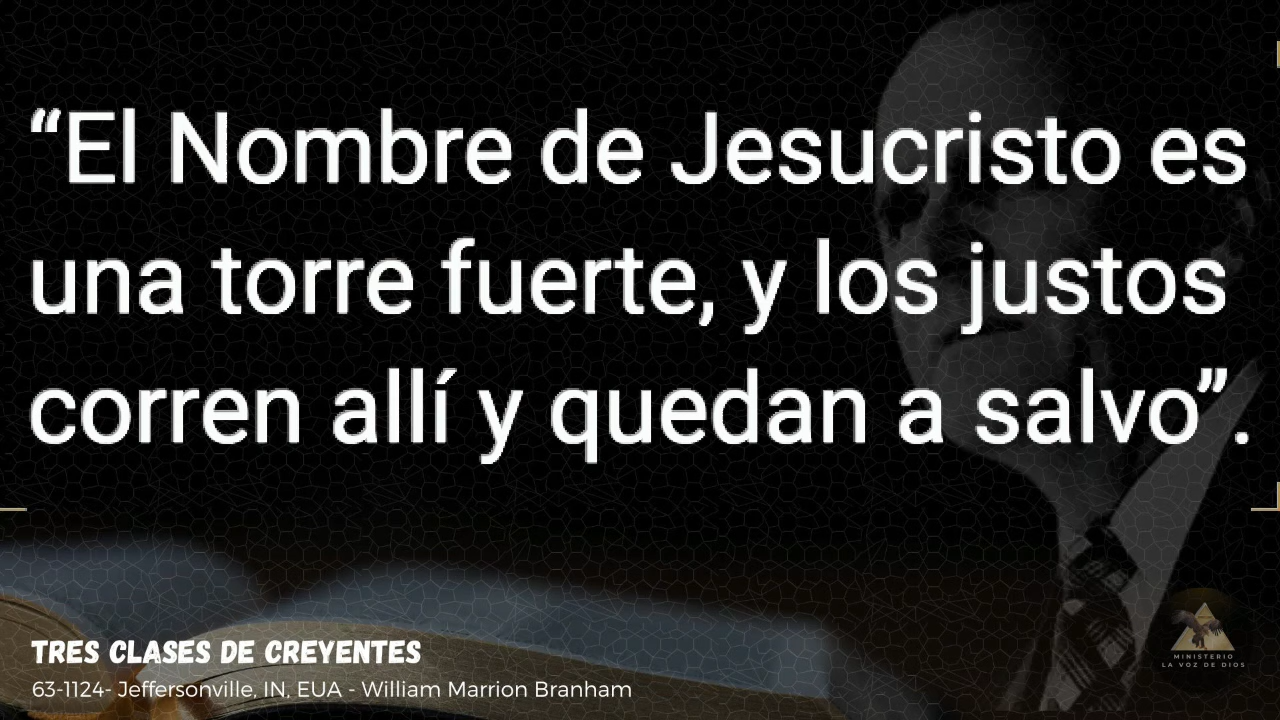 “El Nombre de Jesucristo es
una torre fuerte, y los justos
corren allí y quedan a salvo”.
TRES CLASES DE CREYENTES
63-1124- Jeffersonville, IN, EUA - William Marrion Branham
MINISTERIO
LA VOZ DE DIOS